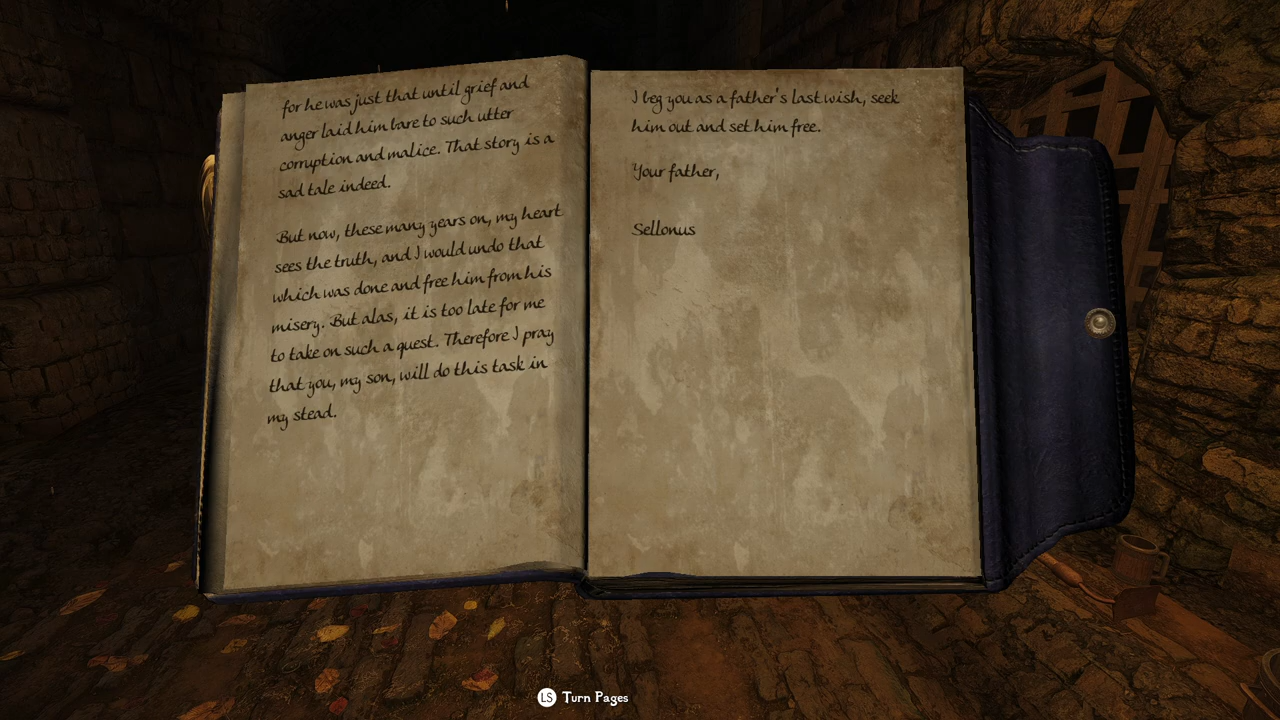 for he was just that until grief and
anger laid him bare to such utter
corruption and malice. That story is a
sad tale indeed.
But now, these many years on, my heart
sees the truth, and I would undo that
which was done and free him from his
misery. But alas, it is too late for me
to take on such a quest. Therefore I pray
that you, my son, will do this task in
my stead.
I beg you as a father's last wish, seek
him out and set him free.
Your father,
Sellonus
LS Turn Pages